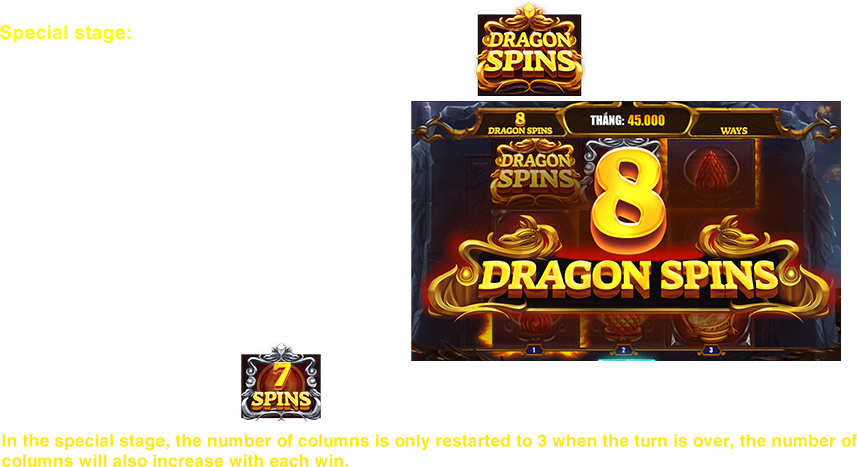 Special stage:
DRAGON
SPINS
8
DRAGON SPINS
THÁNG: 45.000
WAYS
DRAGON
SPINS
8
DRAGON SPINS
1
2
3
7
SPINS
In the special stage, the number of columns is only restarted to 3 when the turn is over, the number of
columns will also increase with each win.